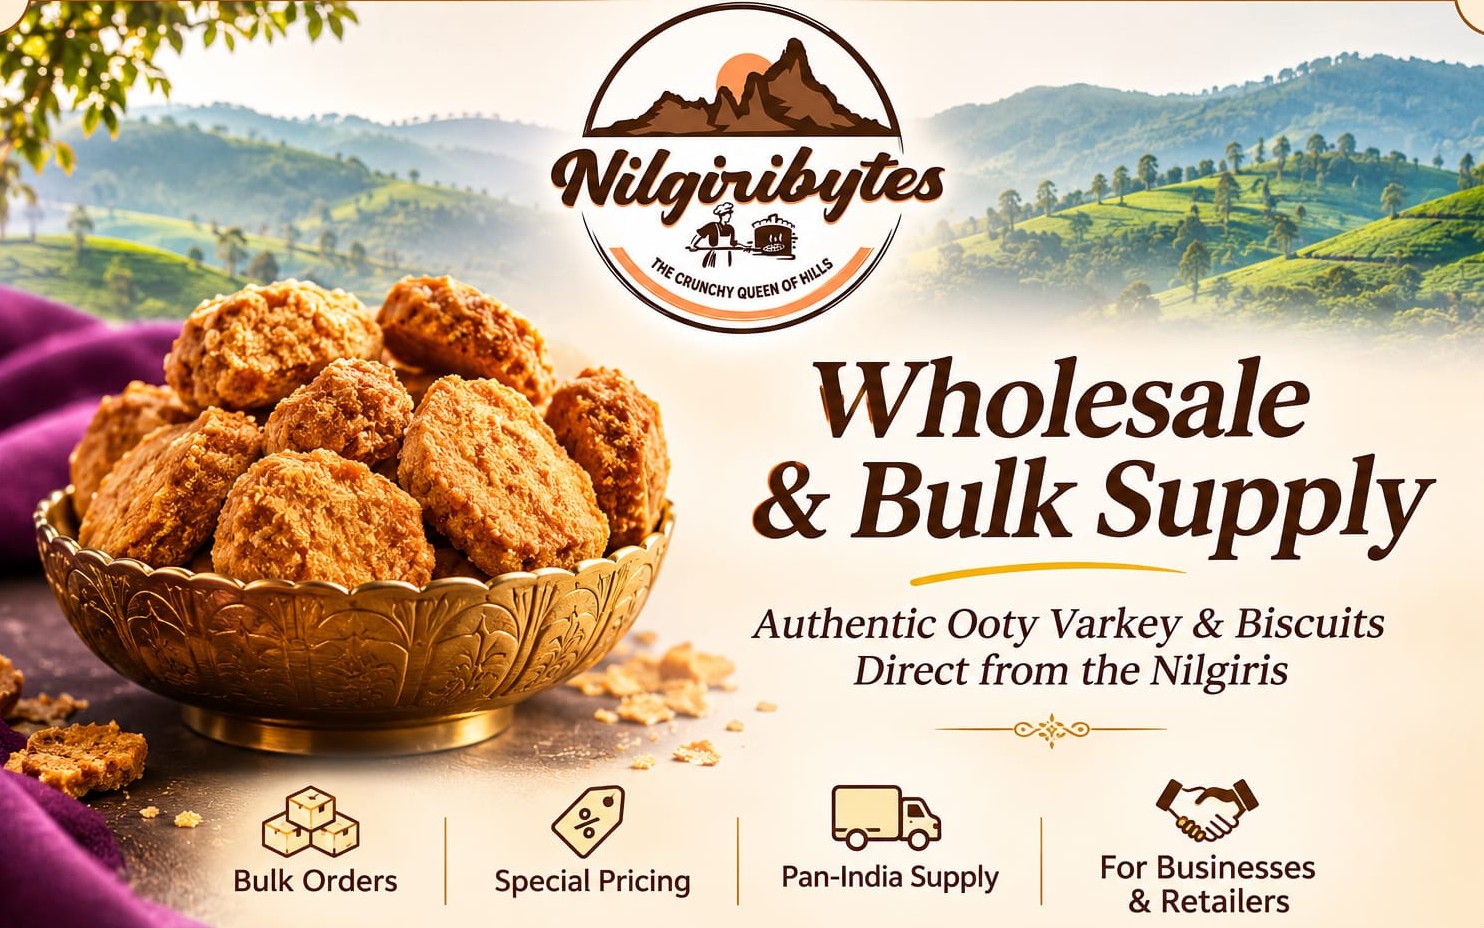 Nilgiribytes
THE CRUNCHY QUEEN OF HILLS
Wholesale
& Bulk Supply
Authentic Ooty Varkey & Biscuits
Direct from the Nilgiris
%
Bulk Orders
Special Pricing
Pan-India Supply
For Businesses
& Retailers